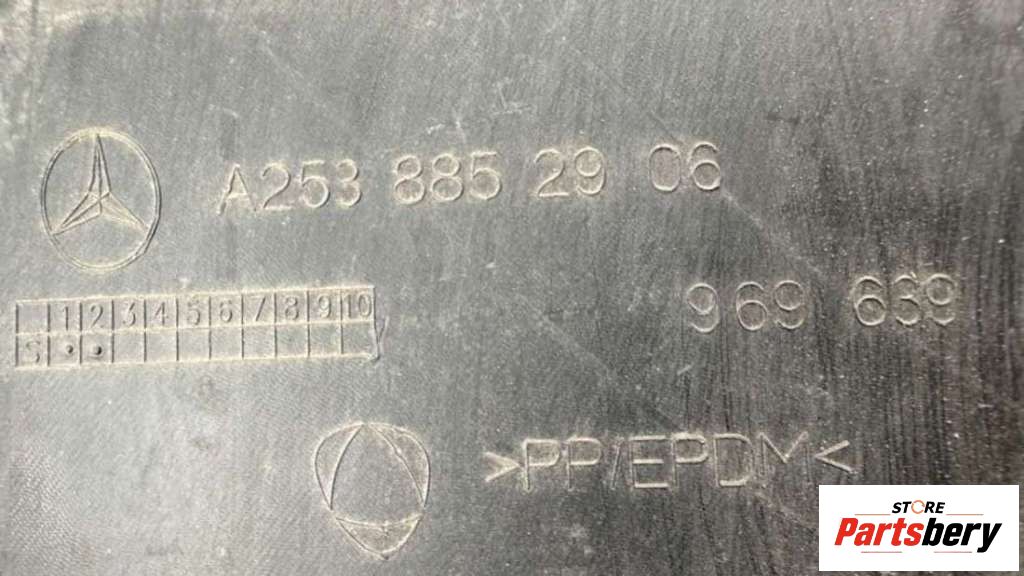 A253 885 29 06
969 639
1 2 3 4 5 6 7 8 9 10
S
>PP/EPDM<
STORE
Partsbery